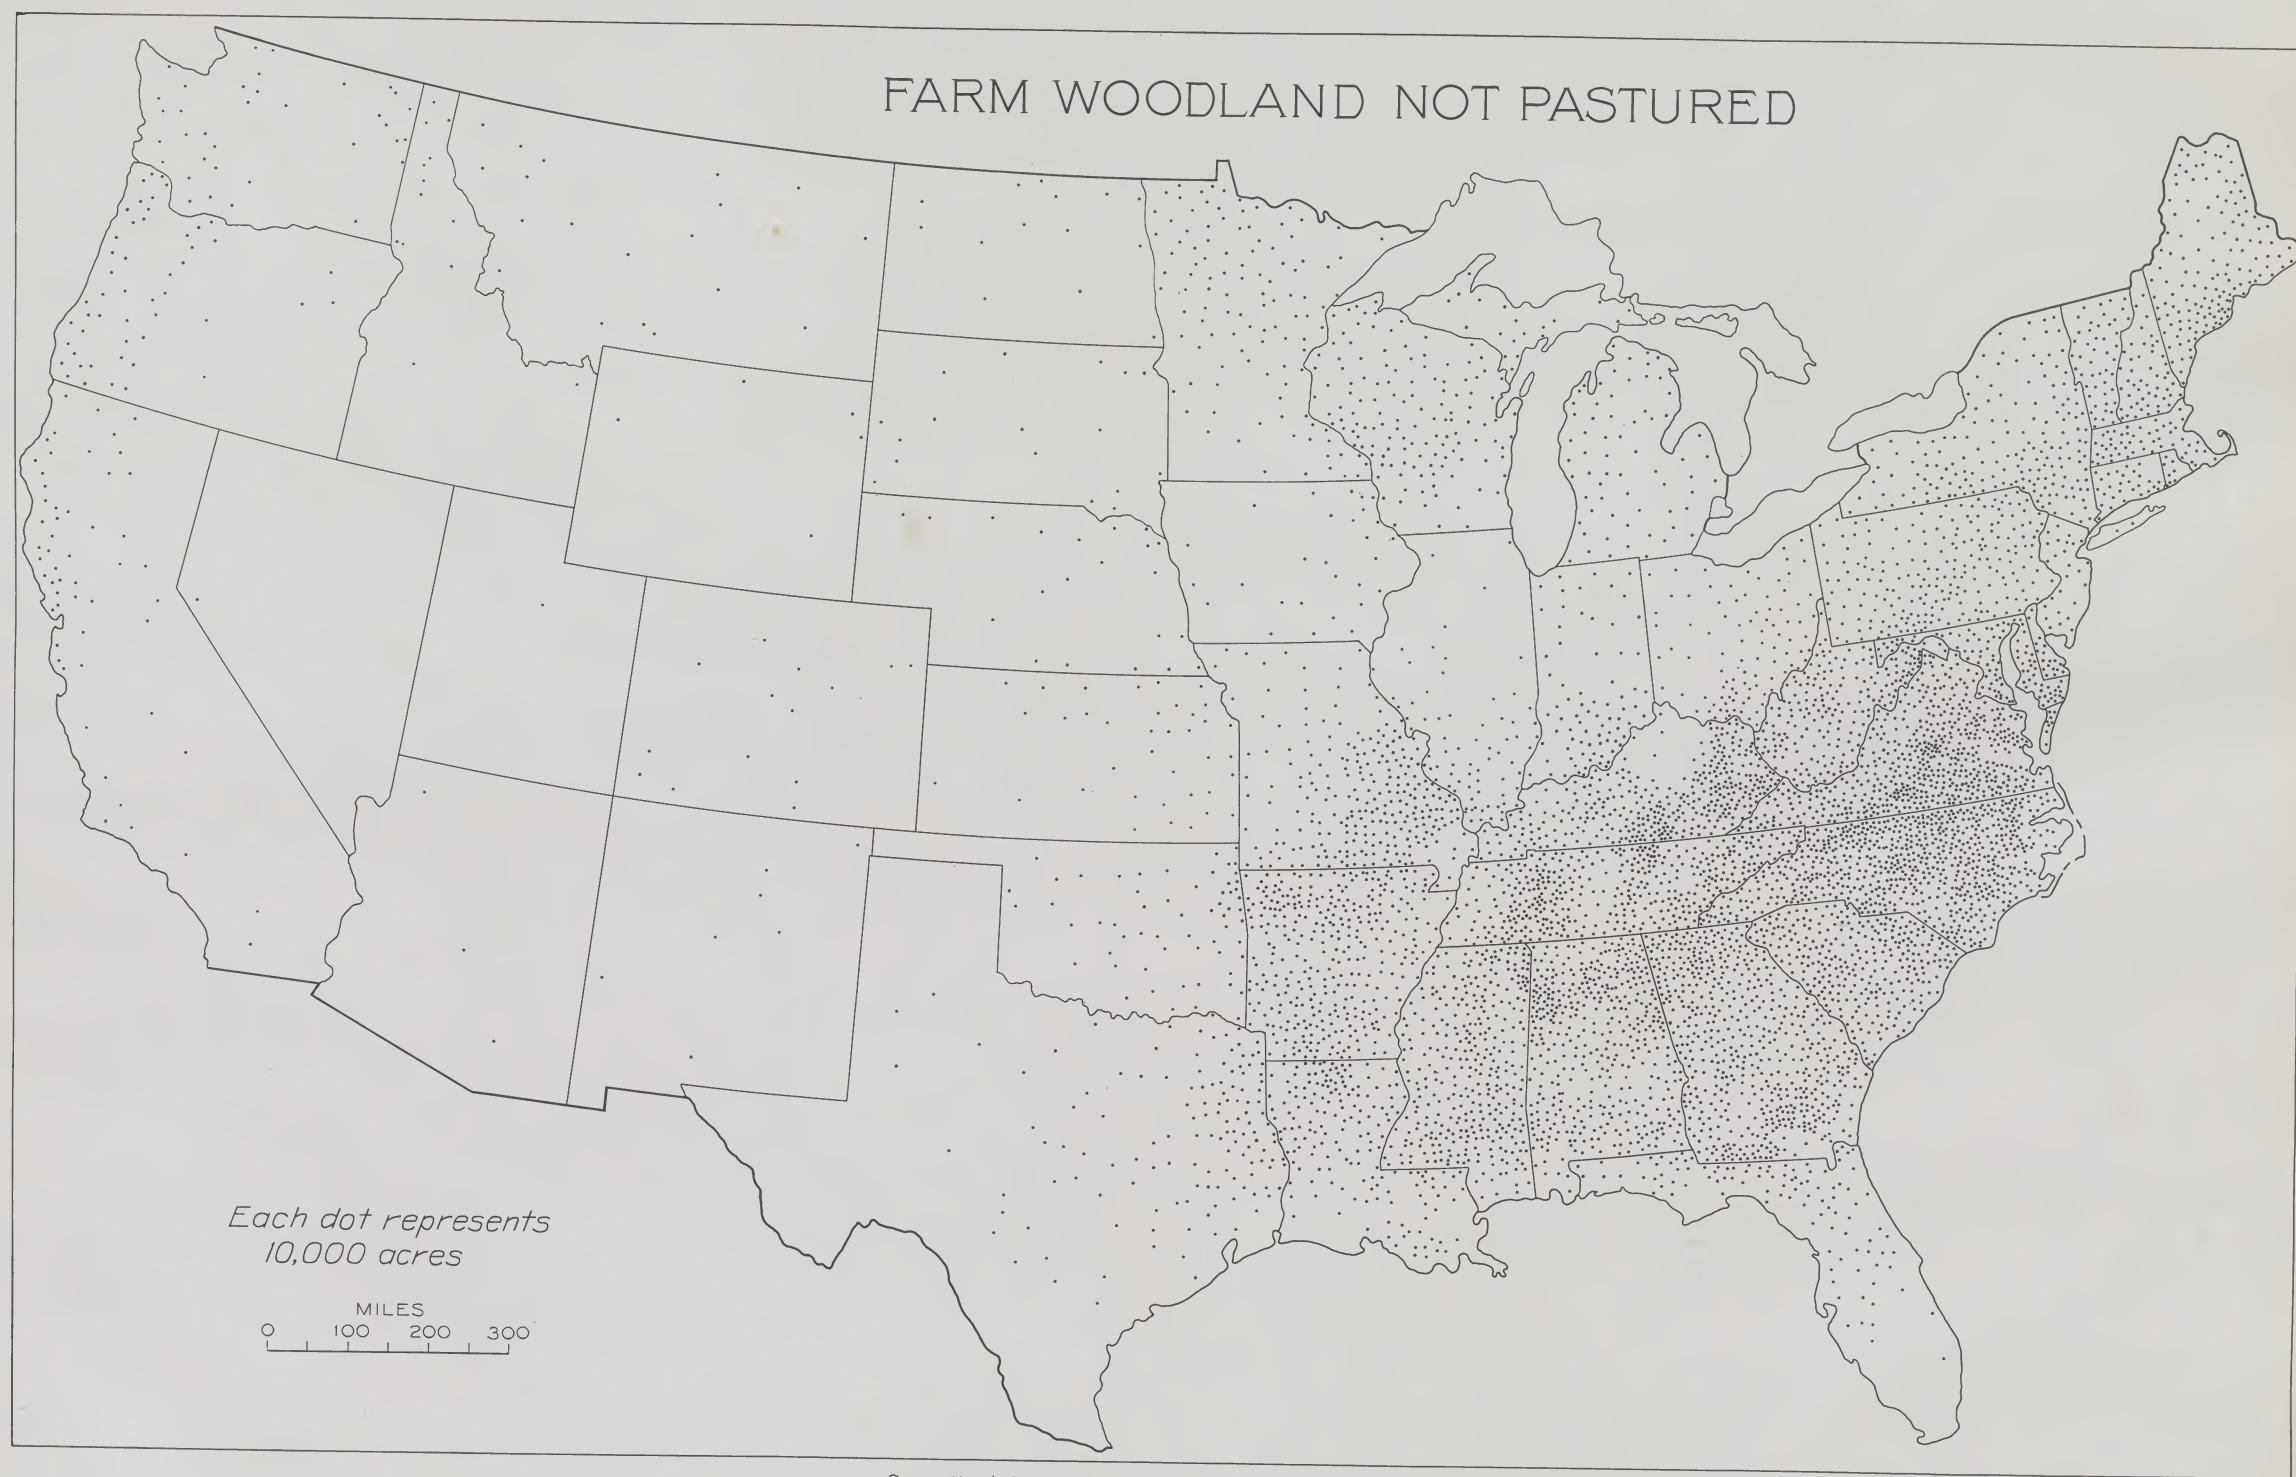 FARM WOODLAND NOT PASTURED
Each dot represents
10,000 acres
MILES
0 100 200 300